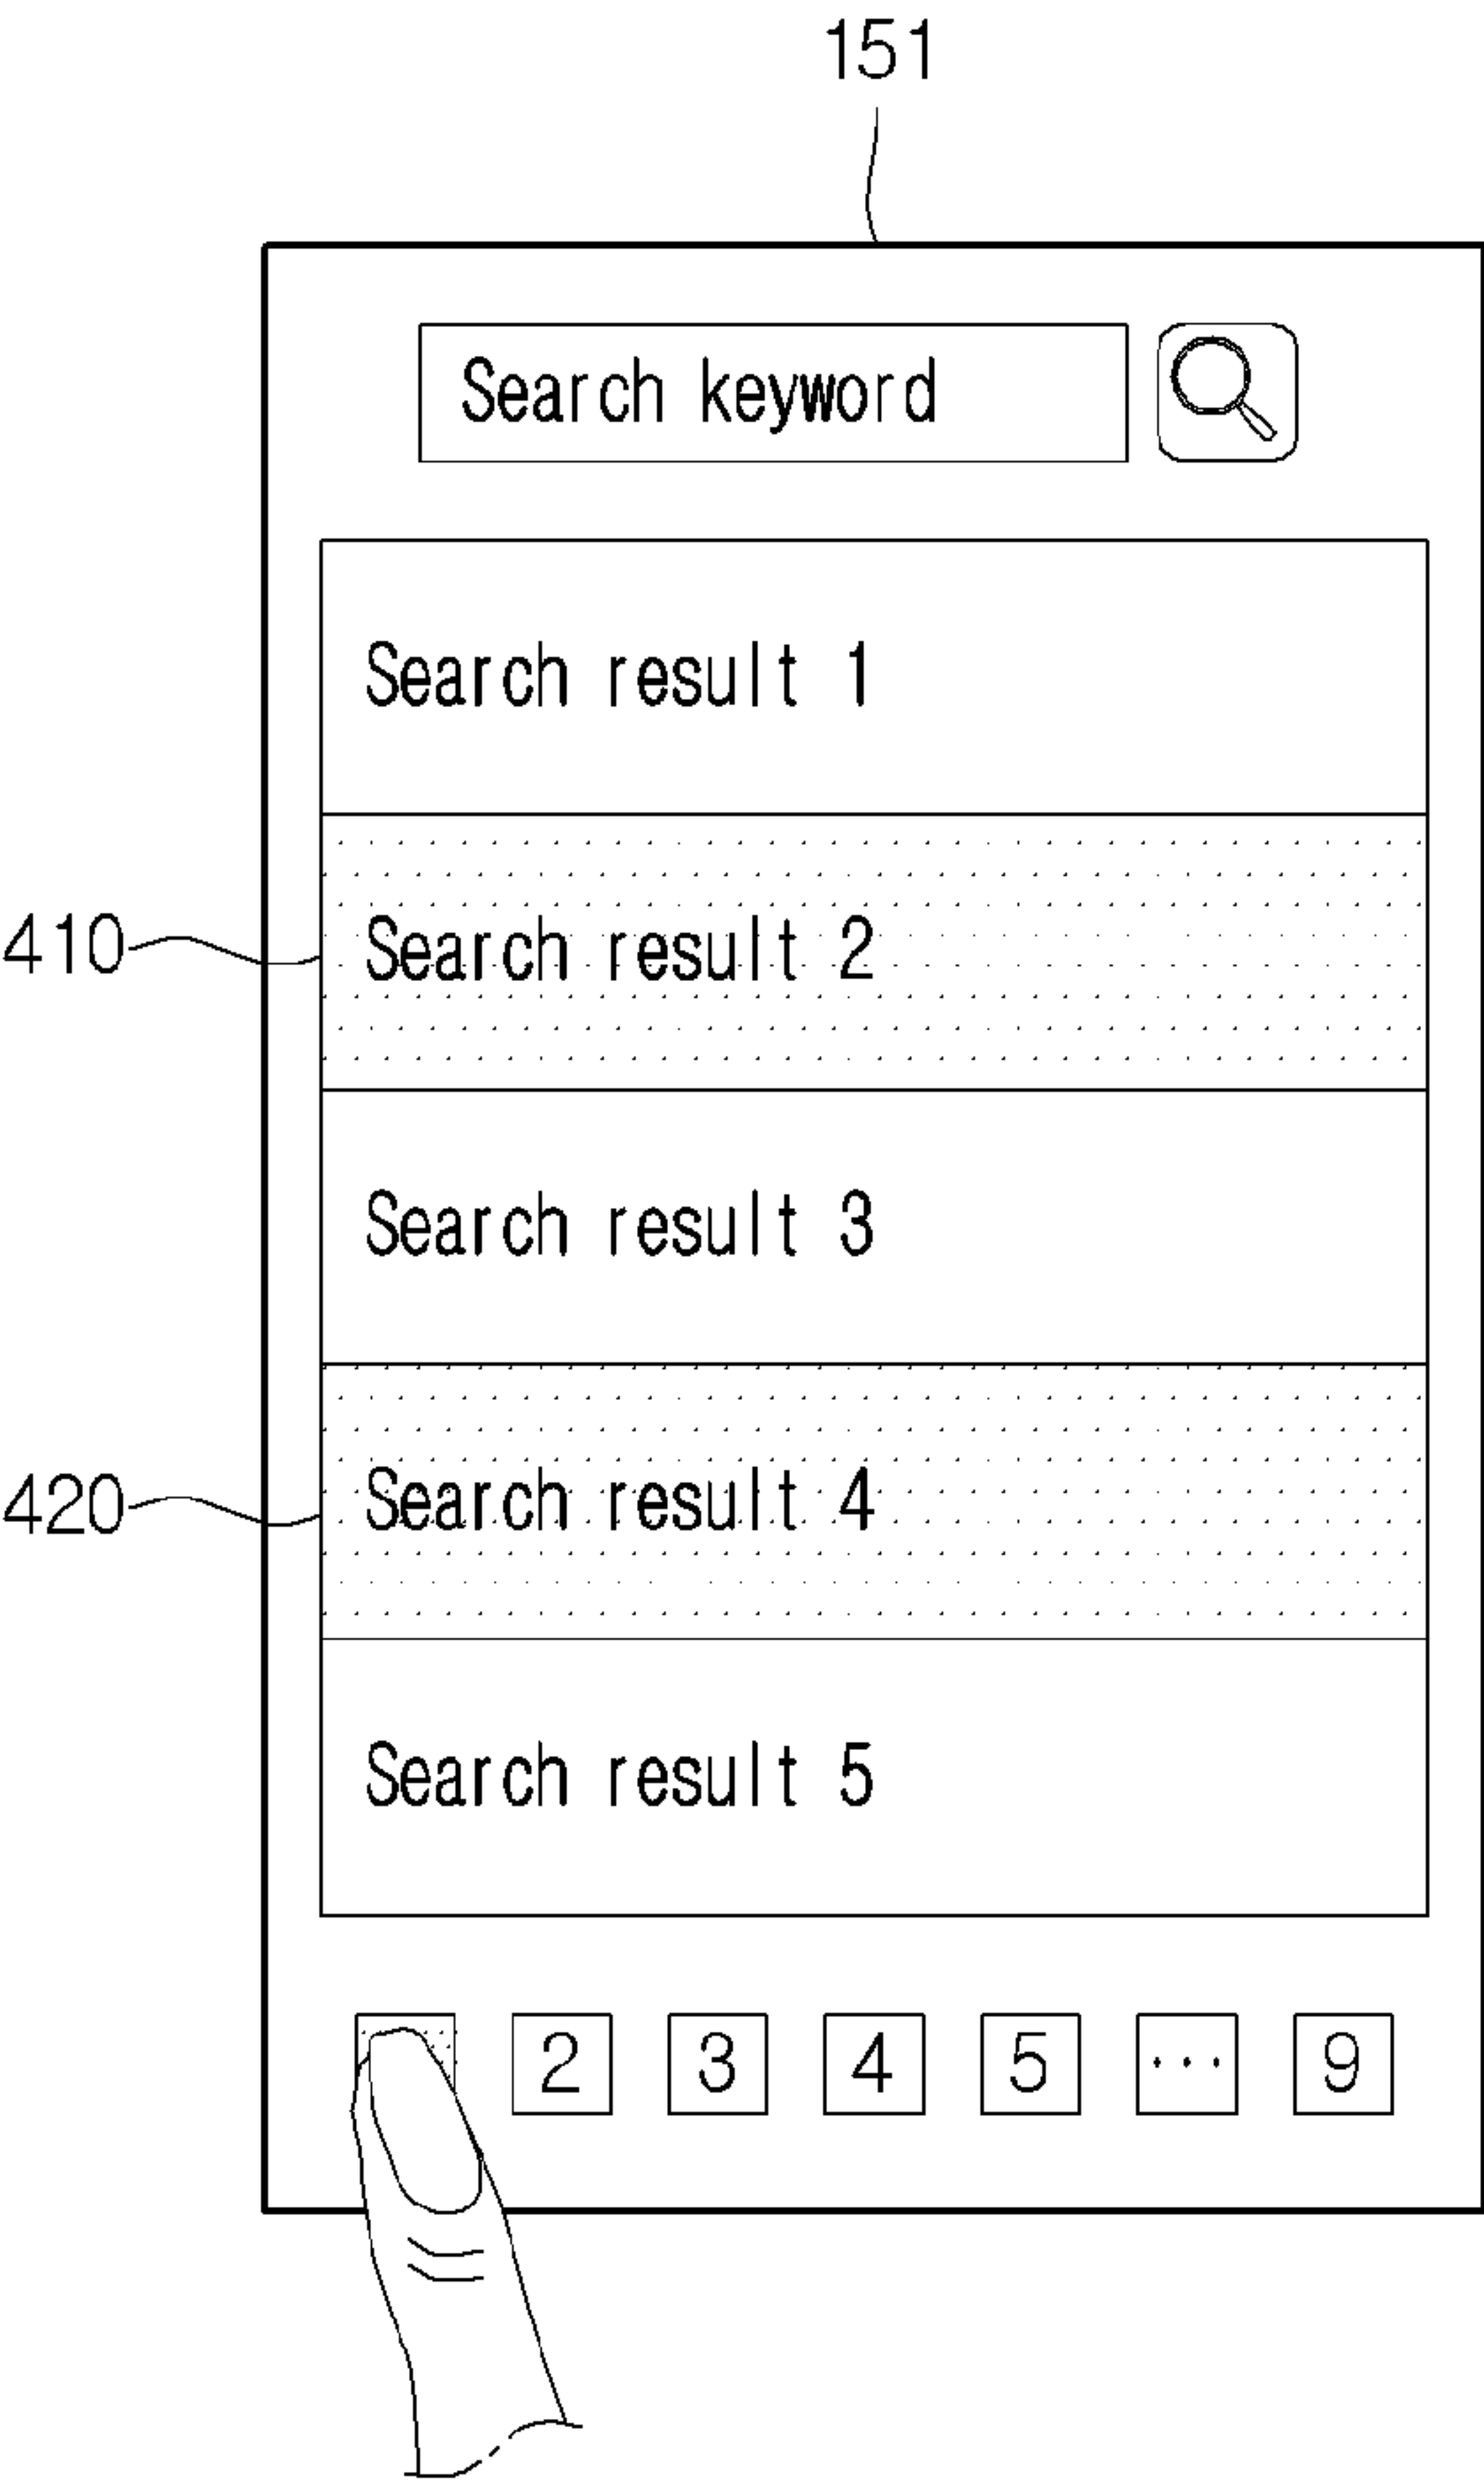 151
Search keyword
Search result 1
410
Search result 2
Search result 3
420
Search result 4
Search result 5
2 3 4 5 ... 9